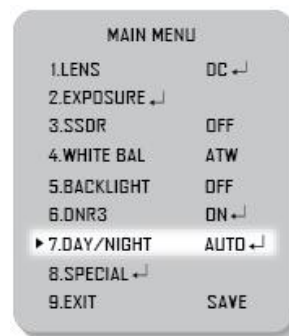 MAIN MENU
1.LENS DC ↵
2.EXPOSURE ↵
3.SSDR OFF
4.WHITE BAL ATW
5.BACKLIGHT OFF
6.DNR3 ON ↵
▶ 7.DAY/NIGHT AUTO ↵
8.SPECIAL ↵
9.EXIT SAVE